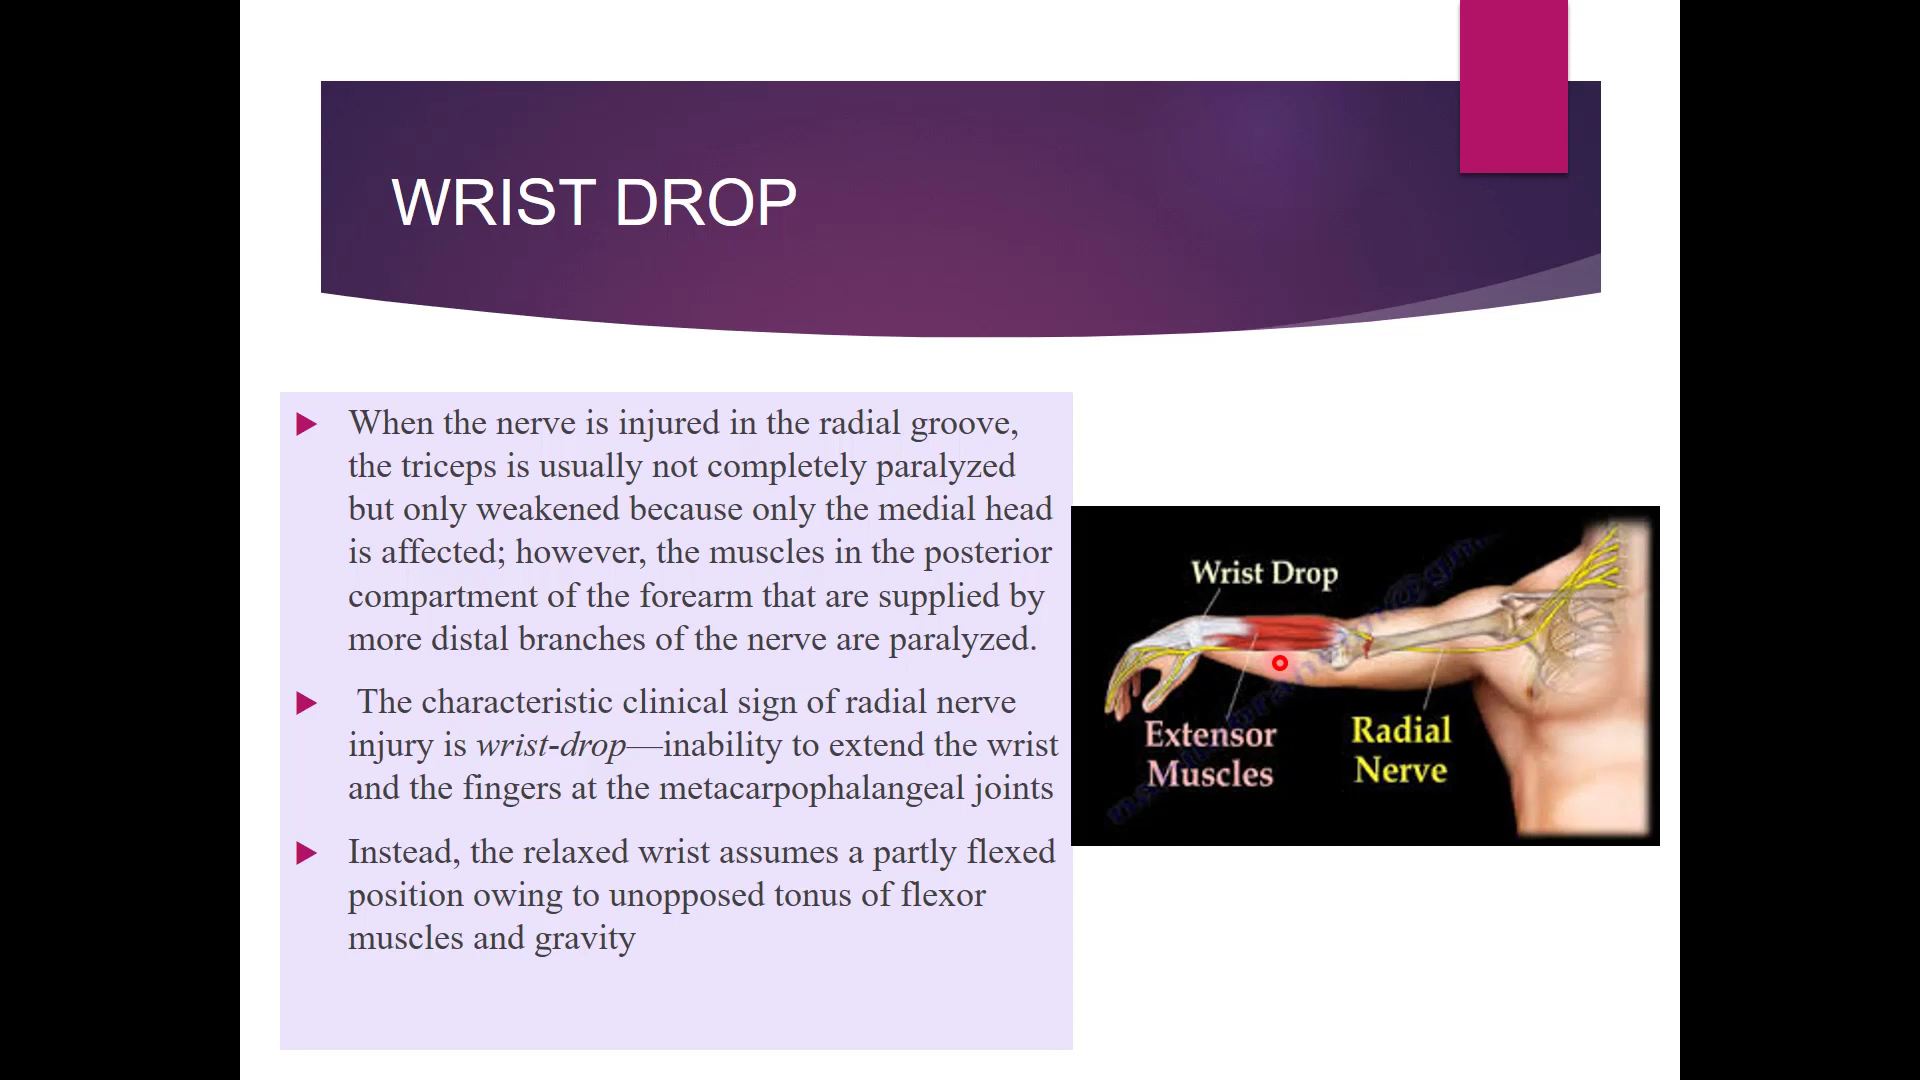 WRIST DROP
When the nerve is injured in the radial groove,
the triceps is usually not completely paralyzed
but only weakened because only the medial head
is affected; however, the muscles in the posterior
compartment of the forearm that are supplied by
more distal branches of the nerve are paralyzed.
The characteristic clinical sign of radial nerve
injury is wrist-drop—inability to extend the wrist
and the fingers at the metacarpophalangeal joints
Instead, the relaxed wrist assumes a partly flexed
position owing to unopposed tonus of flexor
muscles and gravity
Wrist Drop
Extensor
Muscles
Radial
Nerve